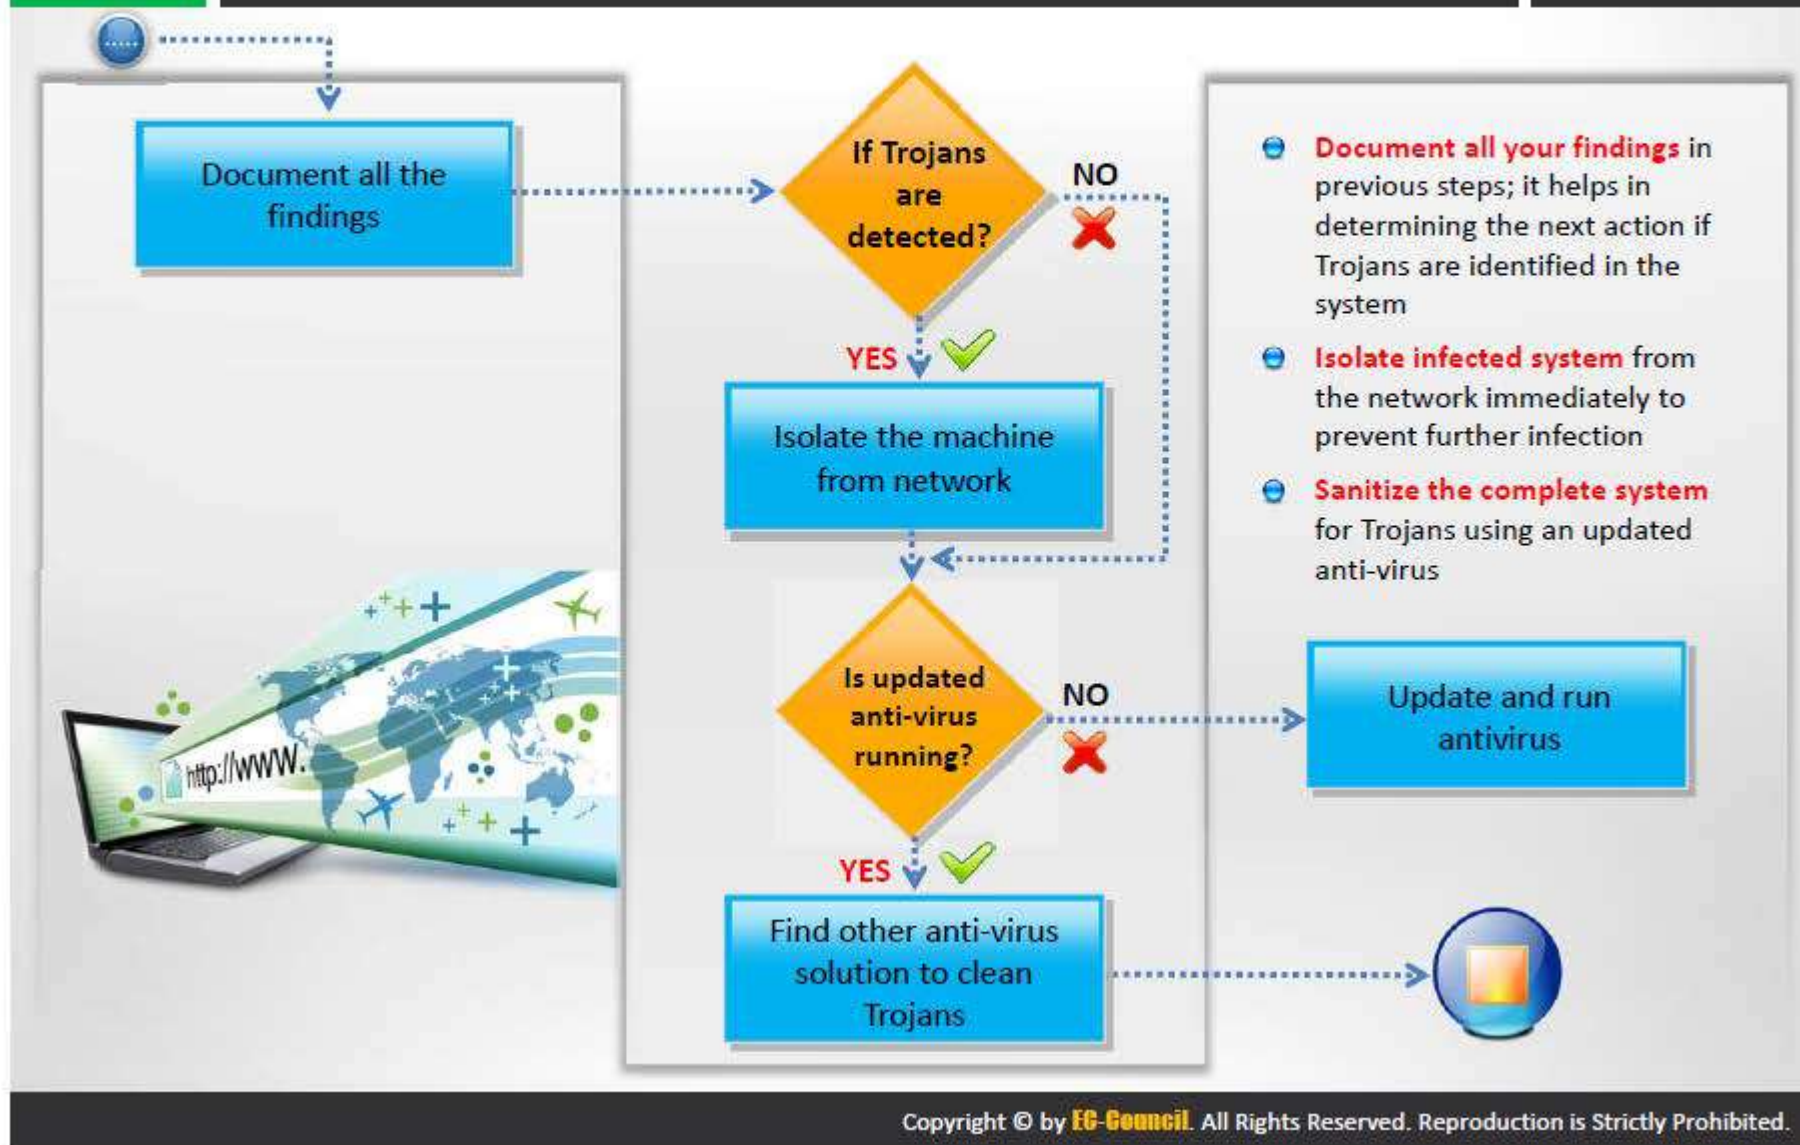 Document all the
findings
If Trojans
are
detected?
NO
YES
Isolate the machine
from network
Is updated
anti-virus
running?
NO
YES
Find other anti-virus
solution to clean
Trojans
Document all your findings in
previous steps; it helps in
determining the next action if
Trojans are identified in the
system
Isolate infected system from
the network immediately to
prevent further infection
Sanitize the complete system
for Trojans using an updated
anti-virus
Update and run
antivirus
http://WWW.
Copyright © by EC-Council. All Rights Reserved. Reproduction is Strictly Prohibited.